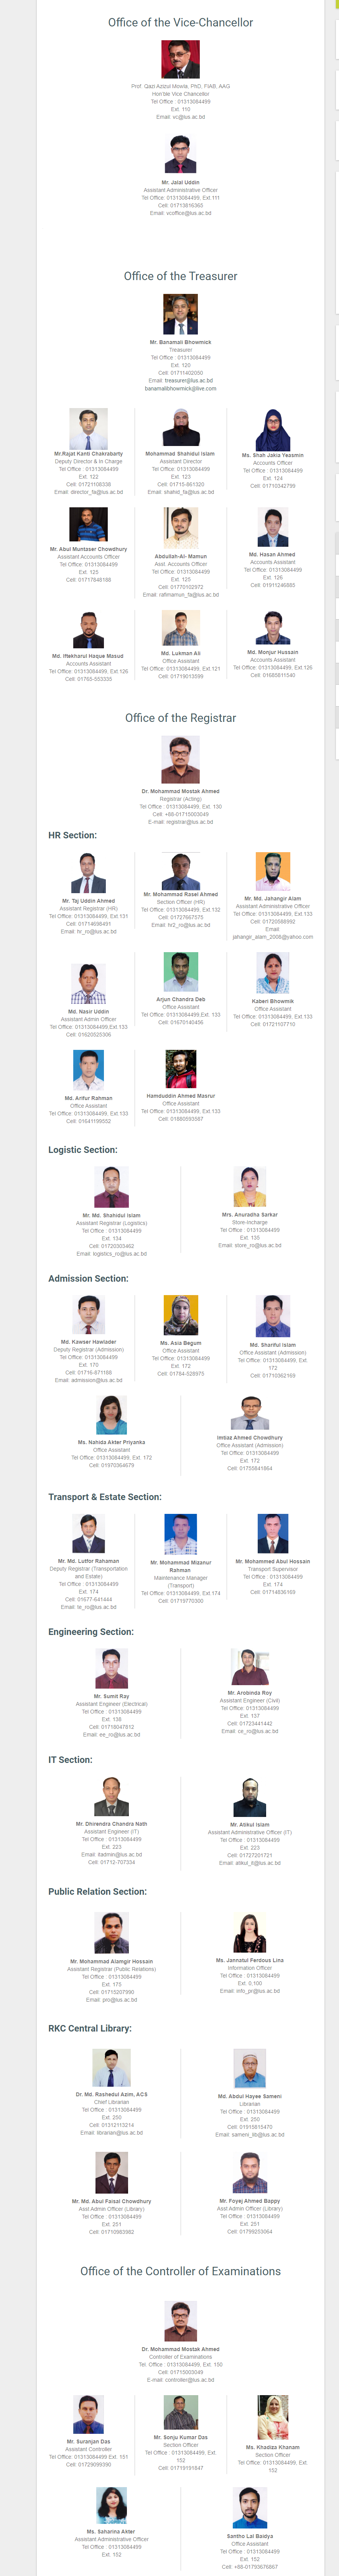 Office of the Vice-Chancellor
Prof. Qazi Azizul Mowla, PhD, FIAB, AAG
Hon'ble Vice Chancellor
Tel Office : 01313084499
Ext. 110
Email: vc@lus.ac.bd
Mr. Jalal Uddin
Assistant Administrative Officer
Tel Office: 01313084499, Ext.111
Cell: 01713816365
Email: vcoffice@lus.ac.bd
Office of the Treasurer
Mr. Banamali Bhowmick
Treasurer
Tel Office : 01313084499
Ext. 120
Cell: 01711402050
Email: treasurer@lus.ac.bd
banamalibhowmick@live.com
Mr.Rajat Kanti Chakrabarty
Deputy Director & In Charge
Tel Office : 01313084499
Ext. 122
Cell: 01721108338
Email: director_fa@lus.ac.bd
Mohammad Shahidul Islam
Assistant Director
Tel Office: 01313084499
Ext. 123
Cell: 01715-861320
Email: shahid_fa@lus.ac.bd
Ms. Shah Jakia Yeasmin
Accounts Officer
Tel Office : 01313084499
Ext. 124
Cell: 01710342799
Mr. Abul Muntaser Chowdhury
Assistant Accounts Officer
Tel Office: 01313084499
Ext. 125
Cell: 01717848188
Abdullah-Al- Mamun
Asst. Accounts Officer
Tel Office: 01313084499
Ext. 125
Cell: 01770102972
Email: rathmamun_fa@lus.ac.bd
Md. Hasan Ahmed
Accounts Assistant
Tel Office: 01313084499
Ext. 126
Cell: 01911246885
Md. Iftekharul Haque Masud
Accounts Assistant
Tel Office: 01313084499, Ext.126
Cell: 01765-553335
Md. Lukman Ali
Office Assistant
Tel Office :01313084499, Ext.121
Cell: 01719013399
Md. Monjur Hussain
Accounts Assistant
Tel Office: 01313084499, Ext.126
Cell: 01685811540
Office of the Registrar
Dr. Mohammad Mostak Ahmed
Registrar (Acting)
Tel Office : 01313084499, Ext. 130
Cell: +88-01715003049
E-mail: registrar@lus.ac.bd
HR Section:
Mr. Taj Uddin Ahmed
Assistant Registrar (HR)
Tel Office: 01313084499, Ext.131
Cell: 01714696491
Email: hr_ro@lus.ac.bd
Mr. Mohammad Rasel Ahmed
Section Officer (HR)
Tel Office: 01313084499, Ext.132
Cell: 01727667575
Email: hr2_ro@lus.ac.bd
Mr. Md. Jahangir Alam
Assistant Administrative Officer
Tel Office: 01313084499, Ext.133
Cell: 01720588992
Email:
jahangir_alam_2008@yahoo.com
Md. Nasir Uddin
Assistant Admin Officer
Tel Office: 01313084499,Ext.133
Cell: 01620525306
Arjun Chandra Deb
Office Assistant
Tel Office: 01313084499,Ext. 133
Cell: 01670140436
Kaberi Bhowmik
Office Assistant
Tel Office: 01313084499, Ext.133
Cell: 01721107710
Md. Arifur Rahman
Office Assistant
Tel Office: 01313084499, Ext.133
Cell: 01641199552
Hamduddin Ahmed Masrur
Office Assistant
Tel Office: 01313084499, Ext.133
Cell: 01880593587
Logistic Section:
Mr. Md. Shahidul Islam
Assistant Registrar (Logistics)
Tel Office : 01313084499
Ext. 134
Cell: 01720303462
Email: logistics_ro@lus.ac.bd
Mrs. Anuradha Sarkar
Store-Incharge
Tel Office : 01313084499
Ext. 135
Email: store_ro@lus.ac.bd
Admission Section:
Md. Kawser Hawlader
Deputy Registrar (Admission)
Tel Office: 01313084499
Ext. 170
Cell: 01716-871168
Email: admission@lus.ac.bd
Ms. Asia Begum
Office Assistant
Tel Office: 01313084499
Ext. 172
Cell: 01764-528975
Md. Shariful Islam
Office Assistant (Admission)
Tel Office: 01313084499, Ext.
172
Cell: 01710362169
Ms. Nahida Akter Priyanka
Office Assistant
Tel Office: 01313084499, Ext. 172
Cell: 01970364679
Imtiaz Ahmed Chowdhury
Office Assistant (Admission)
Tel Office: 01313084499
Ext. 172
Cell: 01755841864
Transport & Estate Section:
Mr. Md. Lutfor Rahaman
Deputy Registrar (Transportation
and Estate)
Tel Office : 01313084499
Ext. 174
Cell: 01677-641444
Email: te_ro@lus.ac.bd
Mr. Mohammad Mizanur
Rahman
Maintenance Manager
(Transport)
Tel Office: 01313084499, Ext.174
Cell: 01719770300
Mr. Mohammed Abul Hossain
Transport Supervisor
Tel Office : 01313084499
Ext. 174
Cell: 01714836169
Engineering Section:
Mr. Sumit Ray
Assistant Engineer (Electrical)
Tel Office : 01313084499
Ext. 136
Cell: 01718047612
Email: ee_ro@lus.ac.bd
Mr. Arobinda Roy
Assistant Engineer (Civil)
Tel Office: 01313084499
Ext. 137
Cell: 01723441442
Email: ce_ro@lus.ac.bd
IT Section:
Mr. Dhirendra Chandra Nath
Assistant Engineer (IT)
Tel Office : 01313084499
Ext. 223
Email: itadmin@lus.ac.bd
Cell: 01712-707334
Mr. Atikul Islam
Assistant Administrative Officer (IT)
Tel Office : 01313084499
Ext. 223
Cell: 01727201721
Email: atikul_it@lus.ac.bd
Public Relation Section:
Mr. Mohammad Alamgir Hossain
Assistant Registrar (Public Relations)
Tel Office : 01313084499
Ext. 175
Cell: 01715207990
Email: pro@lus.ac.bd
Ms. Jannatul Ferdous Lina
Information Officer
Tel Office : 01313084499
Ext. 0,100
Email: info_pr@lus.ac.bd
RKC Central Library:
Dr. Md. Rashedul Azim, ACS
Chief Librarian
Tel Office : 01313084499
Ext. 250
Cell: 01312113214
Email: librarian@lus.ac.bd
Md. Abdul Hayee Sameni
Librarian
Tel Office : 01313084499
Ext. 250
Cell: 01915815470
Email: sameni_lib@lus.ac.bd
Mr. Md. Abul Faisal Chowdhury
Asst Admin Officer (Library)
Tel Office : 01313084499
Ext. 251
Cell: 01710983982
Mr. Foyej Ahmed Bappy
Asst Admin Officer (Library)
Tel Office : 01313084499
Ext. 251
Cell: 01799253064
Office of the Controller of Examinations
Dr. Mohammad Mostak Ahmed
Controller of Examinations
Tel Office : 01313084499, Ext. 150
Cell: 01715003049
E-mail: controller@lus.ac.bd
Mr. Suranjan Das
Assistant Controller
Tel Office: 01313084499 Ext. 151
Cell: 01729099390
Mr. Sonju Kumar Das
Section Officer
Tel Office : 01313084499, Ext.
152
Cell: 01719191847
Ms. Khadiza Khanam
Section Officer
Tel Office : 01313084499, Ext.
152
Ms. Saharina Akter
Assistant Administrative Officer
Tel Office : 01313084499
Ext. 152
Santho Lal Baidya
Office Assistant
Tel Office : 01313084499
Ext. 152
Cell: +88-01793676867